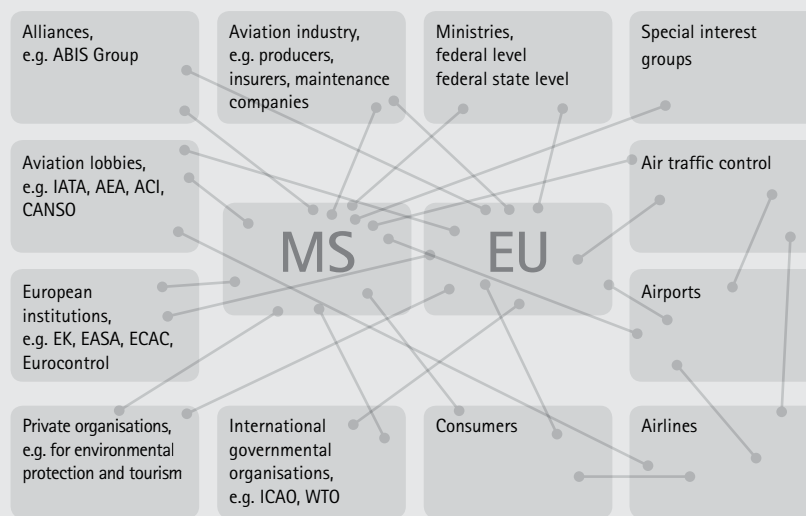 Alliances,
e.g. ABIS Group
Aviation industry,
e.g. producers,
insurers, maintenance
companies
Ministries,
federal level
federal state level
Special interest
groups
Aviation lobbies,
e.g. IATA, AEA, ACI,
CANSO
Air traffic control
MS
EU
European
institutions,
e.g. EK, EASA, ECAC,
Eurocontrol
Airports
Private organisations,
e.g. for environmental
protection and tourism
International
governmental
organisations,
e.g. ICAO, WTO
Consumers
Airlines